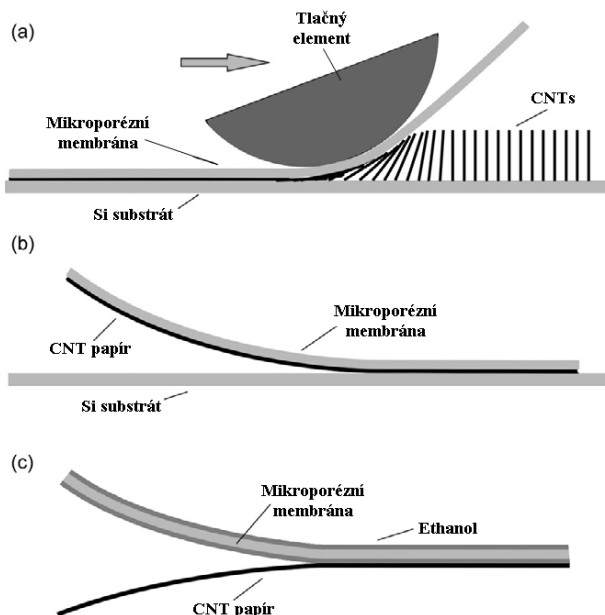 (a)
Tlačný
element
CNTs
Mikroporézní
membrána
Si substrát
(b)
Mikroporézní
membrána
CNT papír
Si substrát
(c)
Mikroporézní
membrána
Ethanol
CNT papír